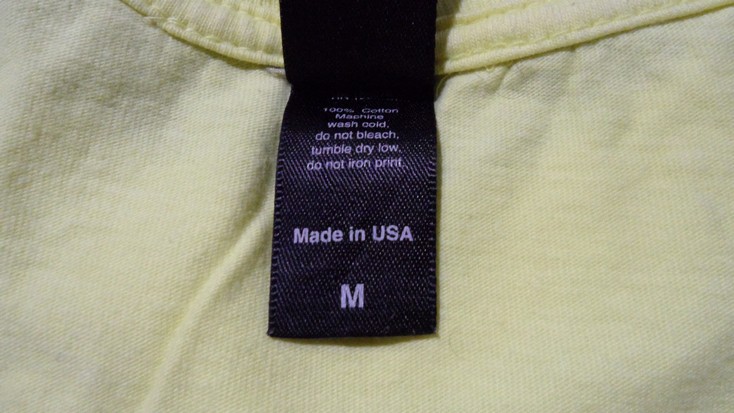 100% Cotton
Machine
wash cold,
do not bleach,
tumble dry low,
do not iron print.
Made in USA
M